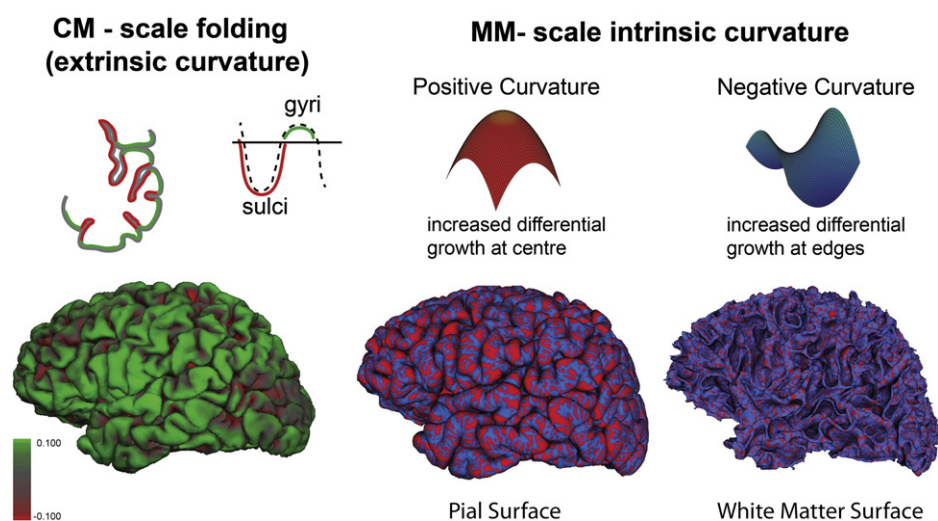 CM - scale folding
(extrinsic curvature)
MM- scale intrinsic curvature
gyri
sulci
Positive Curvature
increased differential
growth at centre
Negative Curvature
increased differential
growth at edges
0.100
-0.100
Pial Surface
White Matter Surface